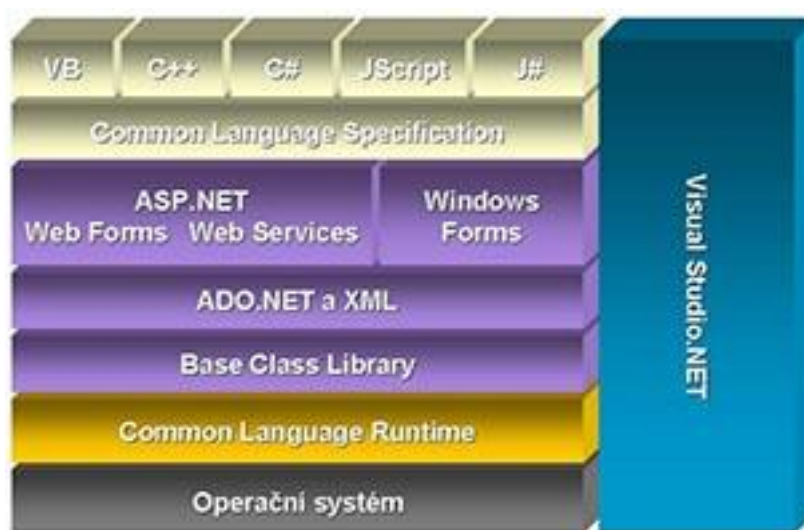 VB C++ C# JScript J#
Common Language Specification
ASP.NET
Web Forms Web Services
Windows
Forms
ADO.NET a XML
Base Class Library
Common Language Runtime
Operační systém
Visual Studio.NET